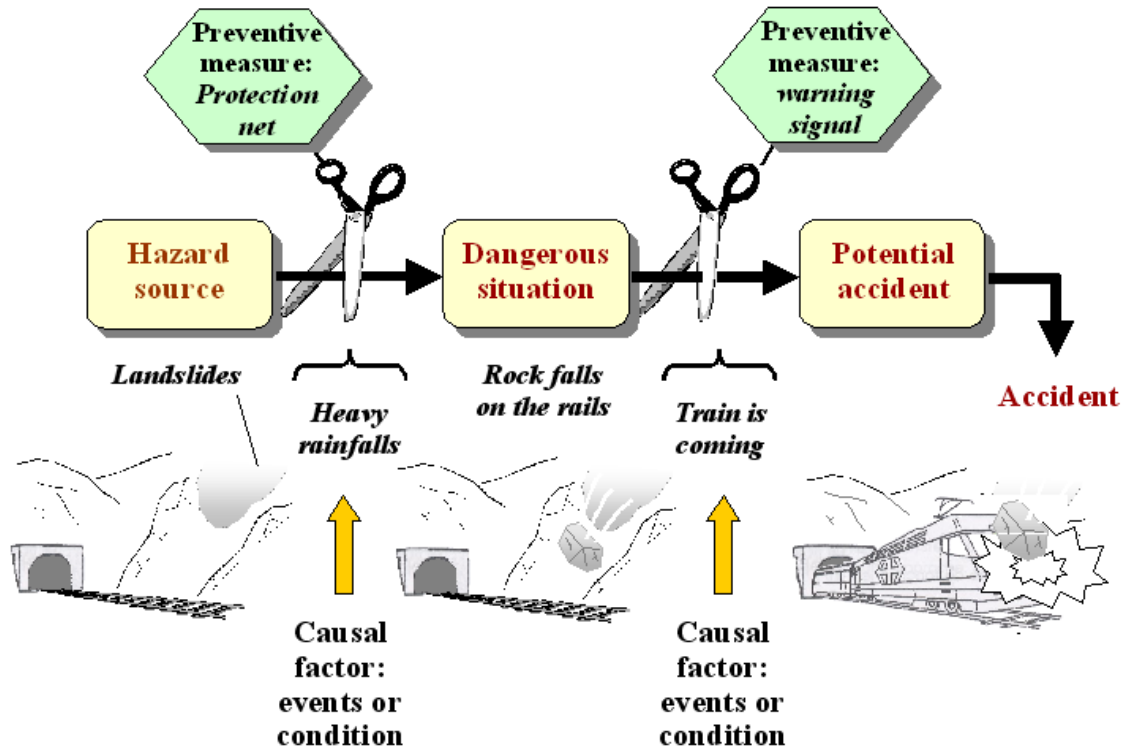 Preventive
measure:
Protection
net
Preventive
measure:
warning
signal
Hazard
source
Dangerous
situation
Potential
accident
Landslides
Heavy
rainfalls
Rock falls
on the rails
Train is
coming
Accident
Causal
factor:
events or
condition
Causal
factor:
events or
condition